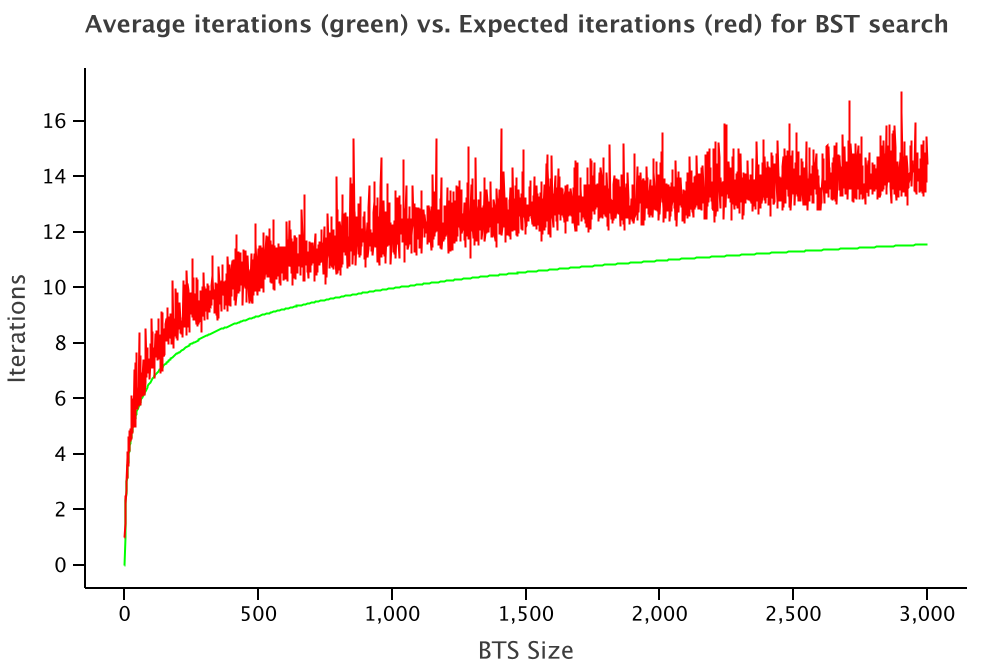 Average iterations (green) vs. Expected iterations (red) for BST search
Iterations
16
14
12
10
8
6
4
2
0
0 500 1,000 1,500 2,000 2,500 3,000
BTS Size